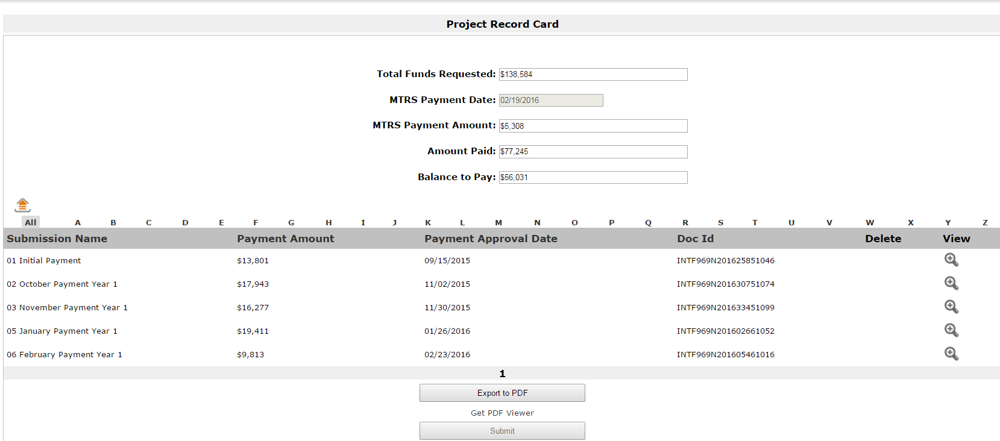 Project Record Card
Total Funds Requested: $138,584
MTRS Payment Date: 02/19/2016
MTRS Payment Amount: $5,308
Amount Paid: $77,245
Balance to Pay: $56,031
All A B C D E F G H I J K L M N O P Q R S T U V W X Y Z
Submission Name Payment Amount Payment Approval Date Doc Id Delete View
01 Initial Payment $13,801 09/15/2015 INTF969N201625851046
02 October Payment Year 1 $17,943 11/02/2015 INTF969N201630751074
03 November Payment Year 1 $16,277 11/30/2015 INTF969N201633451099
05 January Payment Year 1 $19,411 01/26/2016 INTF969N201602661052
06 February Payment Year 1 $9,813 02/23/2016 INTF969N201605461016
1
Export to PDF
Get PDF Viewer
Submit